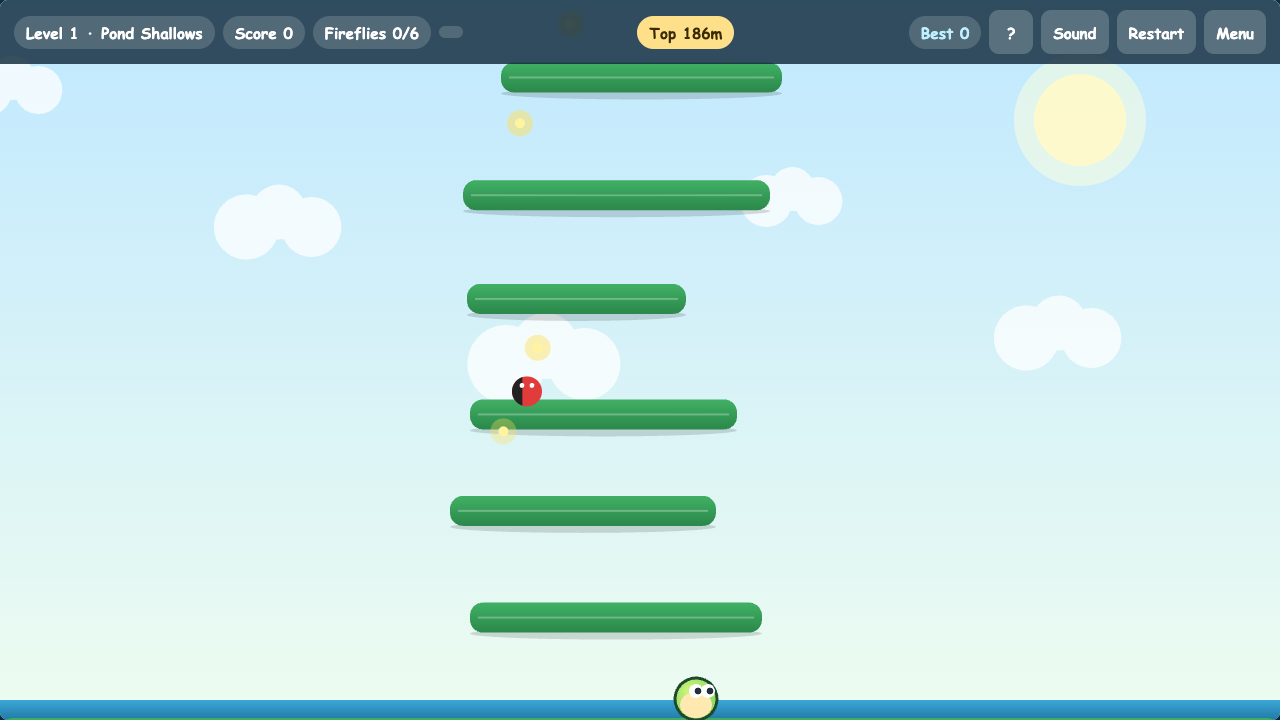 Level 1 · Pond Shallows
Score 0
Fireflies 0/6
Top 186m
Best 0
?
Sound
Restart
Menu